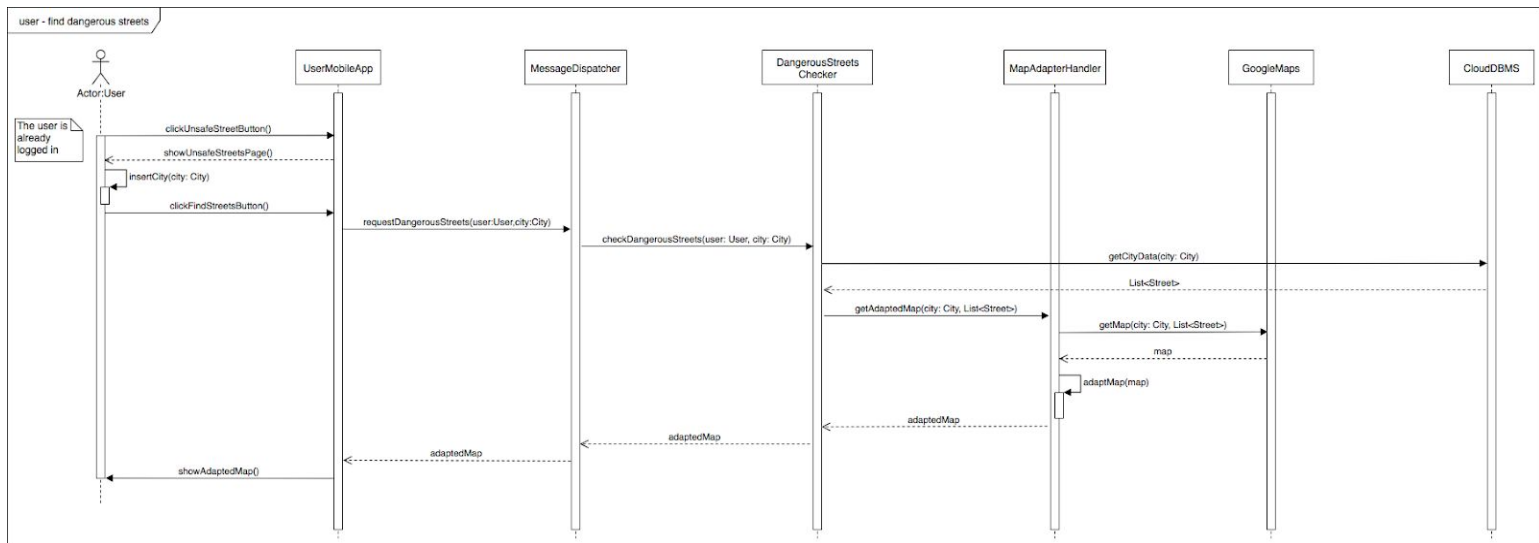 user - find dangerous streets
Actor:User
UserMobileApp
MessageDispatcher
DangerousStreets
Checker
MapAdapterHandler
GoogleMaps
CloudDBMS
The user is
already
logged in
clickUnsafeStreetButton()
showUnsafeStreetsPage()
insertCity(city: City)
clickFindStreetsButton()
requestDangerousStreets(user:User,city:City)
checkDangerousStreets(user: User, city: City)
getCityData(city: City)
List<Street>
getAdaptedMap(city: City, List<Street>)
getMap(city: City, List<Street>)
map
adaptMap(map)
adaptedMap
adaptedMap
adaptedMap
showAdaptedMap()